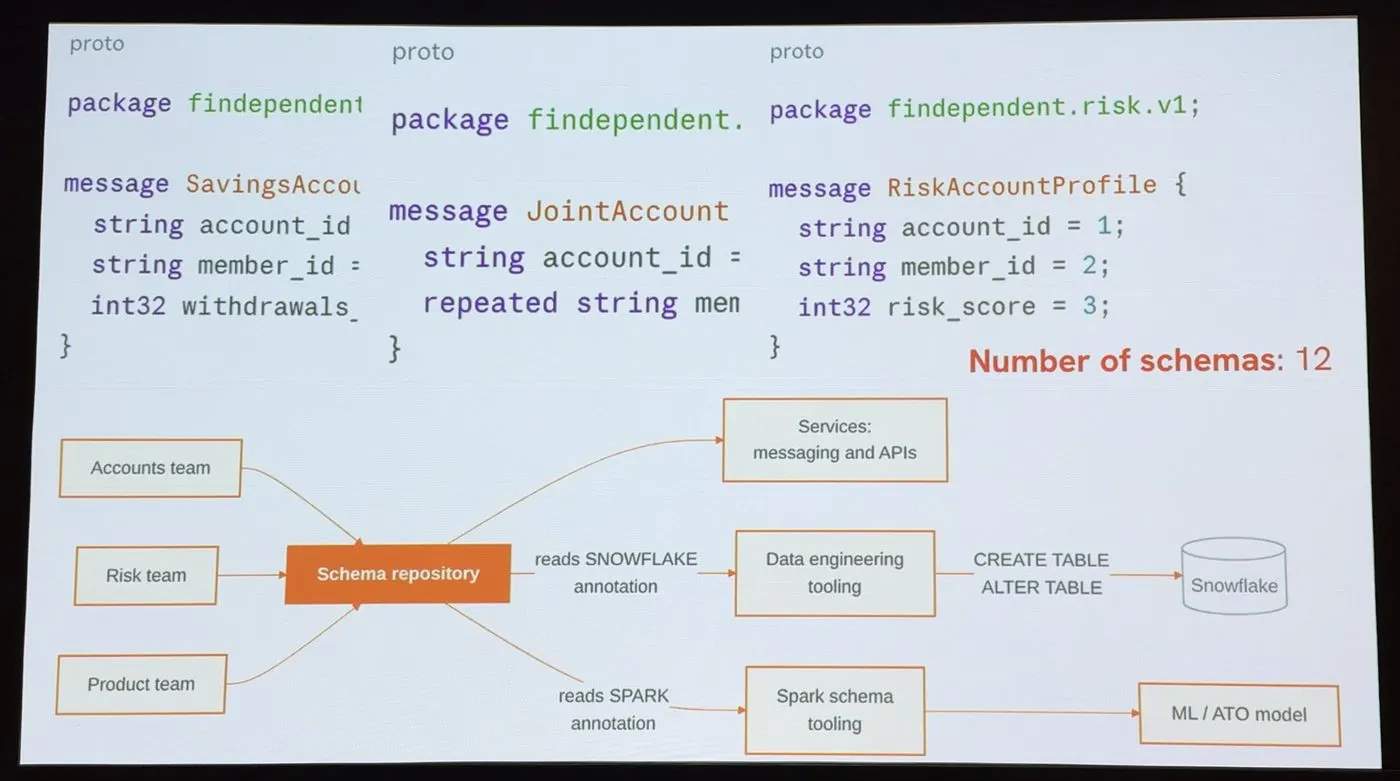 proto
package findependent
message SavingsAccou
string account_id
string member_id =
int32 withdrawals_
}
proto
package findependent.
message JointAccount
string account_id =
repeated string mem
}
proto
package findependent.risk.v1;
message RiskAccountProfile {
string account_id = 1;
string member_id = 2;
int32 risk_score = 3;
}
Number of schemas: 12
Accounts team
Risk team
Product team
Schema repository
Services:
messaging and APIs
reads SNOWFLAKE
annotation
Data engineering
tooling
CREATE TABLE
ALTER TABLE
Snowflake
reads SPARK
annotation
Spark schema
tooling
ML / ATO model